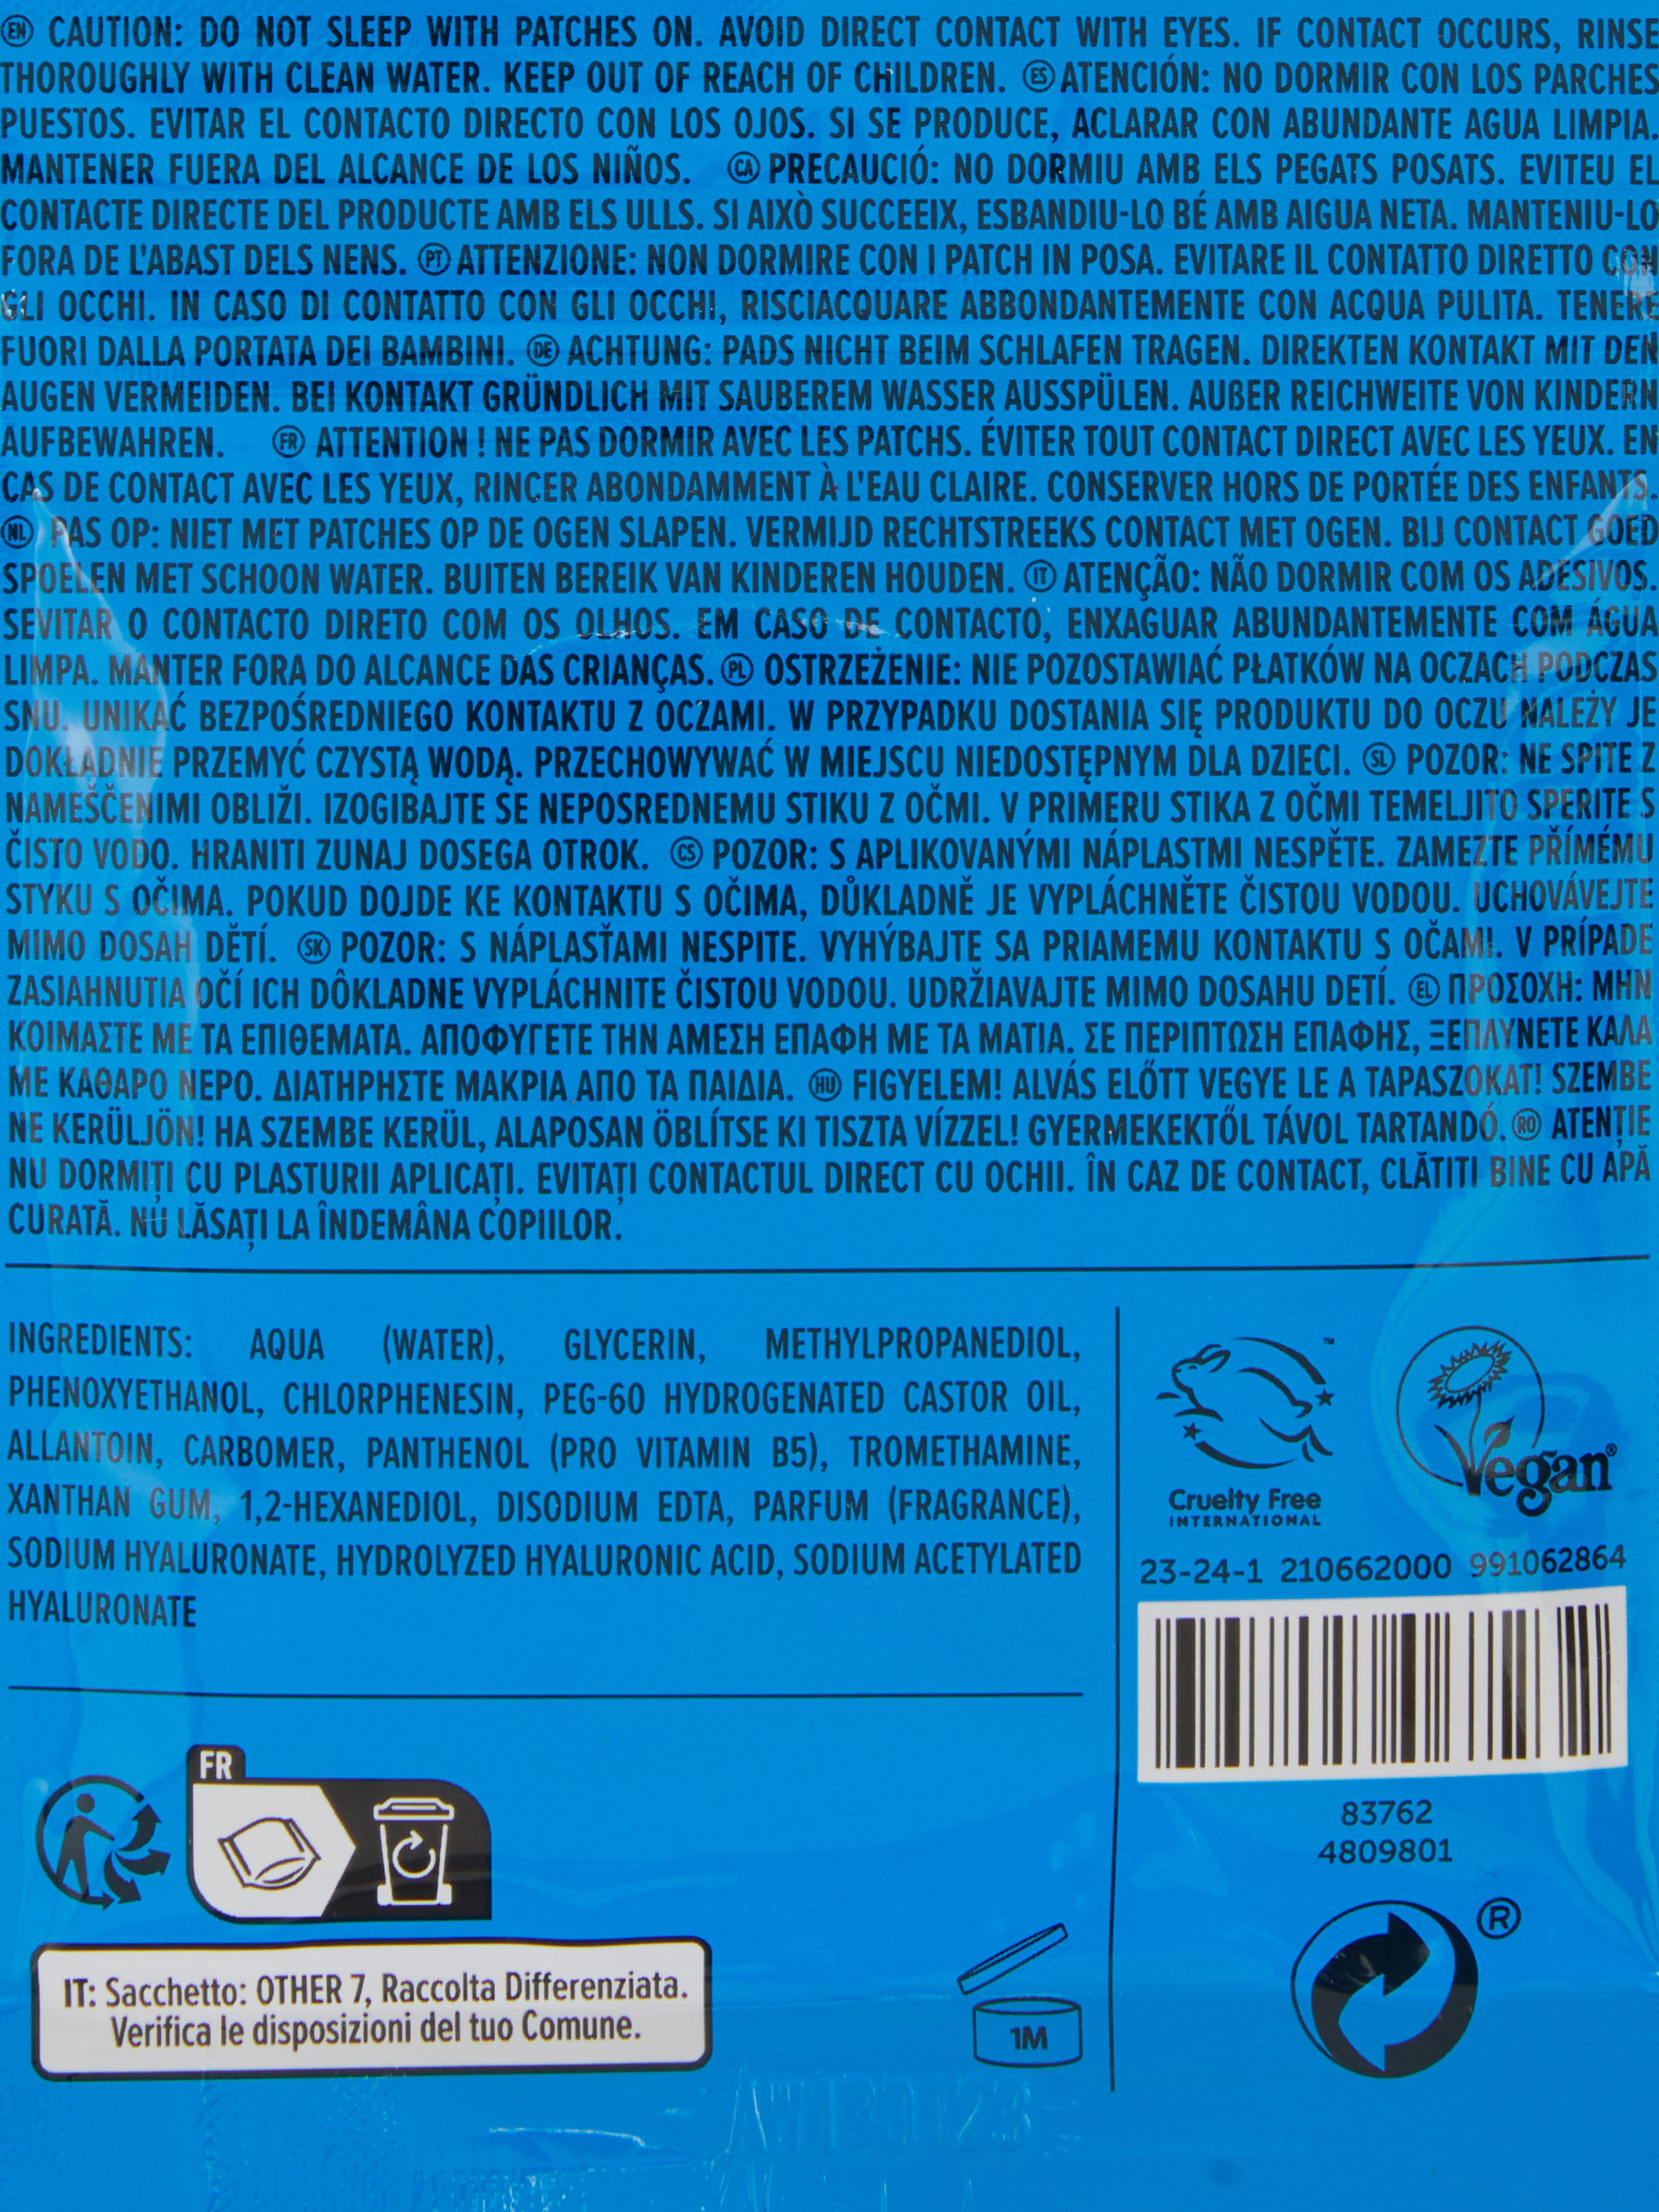 EN CAUTION: DO NOT SLEEP WITH PATCHES ON. AVOID DIRECT CONTACT WITH EYES. IF CONTACT OCCURS, RINSE
THOROUGHLY WITH CLEAN WATER. KEEP OUT OF REACH OF CHILDREN. ES ATENCIÓN: NO DORMIR CON LOS PARCHES
PUESTOS. EVITAR EL CONTACTO DIRECTO CON LOS OJOS. SI SE PRODUCE, ACLARAR CON ABUNDANTE AGUA LIMPIA.
MANTENER FUERA DEL ALCANCE DE LOS NIÑOS. CA PRECAUCIÓ: NO DORMIU AMB ELS PEGATS POSATS. EVITEU EL
CONTACTE DIRECTE DEL PRODUCTE AMB ELS ULLS. SI AIXÒ SUCCEEIX, ESBANDIU-LO BÉ AMB AIGUA NETA. MANTENIU-LO
FORA DE L'ABAST DELS NENS. PT ATTENZIONE: NON DORMIRE CON I PATCH IN POSA. EVITARE IL CONTATTO DIRETTO CON
GLI OCCHI. IN CASO DI CONTATTO CON GLI OCCHI, RISCIACQUARE ABBONDANTEMENTE CON ACQUA PULITA. TENERE
FUORI DALLA PORTATA DEI BAMBINI. DE ACHTUNG: PADS NICHT BEIM SCHLAFEN TRAGEN. DIREKTEN KONTAKT MIT DEN
AUGEN VERMEIDEN. BEI KONTAKT GRÜNDLICH MIT SAUBEREM WASSER AUSSPÜLEN. AUßER REICHWEITE VON KINDERN
AUFBEWAHREN. FR ATTENTION ! NE PAS DORMIR AVEC LES PATCHS. ÉVITER TOUT CONTACT DIRECT AVEC LES YEUX. EN
CAS DE CONTACT AVEC LES YEUX, RINCER ABONDAMMENT À L'EAU CLAIRE. CONSERVER HORS DE PORTÉE DES ENFANTS.
NL PAS OP: NIET MET PATCHES OP DE OGEN SLAPEN. VERMIJD RECHTSTREEKS CONTACT MET OGEN. BIJ CONTACT GOED
SPOELEN MET SCHOON WATER. BUITEN BEREIK VAN KINDEREN HOUDEN. IT ATENÇÃO: NÃO DORMIR COM OS ADESIVOS.
SEVITAR O CONTACTO DIRETO COM OS OLHOS. EM CASO DE CONTACTO, ENXAGUAR ABUNDANTEMENTE COM ÁGUA
LIMPA. MANTER FORA DO ALCANCE DAS CRIANÇAS. PL OSTRZEŻENIE: NIE POZOSTAWIAĆ PŁATKÓW NA OCZACH PODCZAS
SNU. UNIKAĆ BEZPOŚREDNIEGO KONTAKTU Z OCZAMI. W PRZYPADKU DOSTANIA SIĘ PRODUKTU DO OCZU NALEŻY JE
DOKŁADNIE PRZEMYĆ CZYSTĄ WODĄ. PRZECHOWYWAĆ W MIEJSCU NIEDOSTĘPNYM DLA DZIECI. SL POZOR: NE SPITE Z
NAMEŠČENIMI OBLIŽI. IZOGIBAJTE SE NEPOSREDNEMU STIKU Z OČMI. V PRIMERU STIKA Z OČMI TEMELJITO SPERITE S
ČISTO VODO. HRANITI ZUNAJ DOSEGA OTROK. CS POZOR: S APLIKOVANÝMI NÁPLASTMI NESPĚTE. ZAMEZTE PŘÍMÉMU
STYKU S OČIMA. POKUD DOJDE KE KONTAKTU S OČIMA, DŮKLADNĚ JE VYPLÁCHNĚTE ČISTOU VODOU. UCHOVÁVEJTE
MIMO DOSAH DĚTÍ. SK POZOR: S NÁPLASŤAMI NESPITE. VYHÝBAJTE SA PRIAMEMU KONTAKTU S OČAMI. V PRÍPADE
ZASIAHNUTIA OČÍ ICH DÔKLADNE VYPLÁCHNITE ČISTOU VODOU. UDRŽIAVAJTE MIMO DOSAHU DETÍ. EL ΠΡΟΣΟΧΗ: ΜΗΝ
ΚΟΙΜΑΣΤΕ ΜΕ ΤΑ ΕΠΙΘΕΜΑΤΑ. ΑΠΟΦΥΓΕΤΕ ΤΗΝ ΑΜΕΣΗ ΕΠΑΦΗ ΜΕ ΤΑ ΜΑΤΙΑ. ΣΕ ΠΕΡΙΠΤΩΣΗ ΕΠΑΦΗΣ, ΞΕΠΛΥΝΕΤΕ ΚΑΛΑ
ΜΕ ΚΑΘΑΡΟ ΝΕΡΟ. ΔΙΑΤΗΡΗΣΤΕ ΜΑΚΡΙΑ ΑΠΟ ΤΑ ΠΑΙΔΙΑ. HU FIGYELEM! ALVÁS ELŐTT VEGYE LE A TAPASZOKAT! SZEMBE
NE KERÜLJÖN! HA SZEMBE KERÜL, ALAPOSAN ÖBLÍTSE KI TISZTA VÍZZEL! GYERMEKEKTŐL TÁVOL TARTANDÓ. RO ATENȚIE
NU DORMIȚI CU PLASTURII APLICAȚI. EVITAȚI CONTACTUL DIRECT CU OCHII. ÎN CAZ DE CONTACT, CLĂTITI BINE CU APĂ
CURATĂ. NU LĂSAȚI LA ÎNDEMÂNA COPIILOR.
INGREDIENTS: AQUA (WATER), GLYCERIN, METHYLPROPANEDIOL,
PHENOXYETHANOL, CHLORPHENESIN, PEG-60 HYDROGENATED CASTOR OIL,
ALLANTOIN, CARBOMER, PANTHENOL (PRO VITAMIN B5), TROMETHAMINE,
XANTHAN GUM, 1,2-HEXANEDIOL, DISODIUM EDTA, PARFUM (FRAGRANCE),
SODIUM HYALURONATE, HYDROLYZED HYALURONIC ACID, SODIUM ACETYLATED
HYALURONATE
TM
Cruelty Free
INTERNATIONAL
Vegan®
23-24-1 210662000 991062864
83762
4809801
®
FR
IT: Sacchetto: OTHER 7, Raccolta Differenziata.
Verifica le disposizioni del tuo Comune.
1M